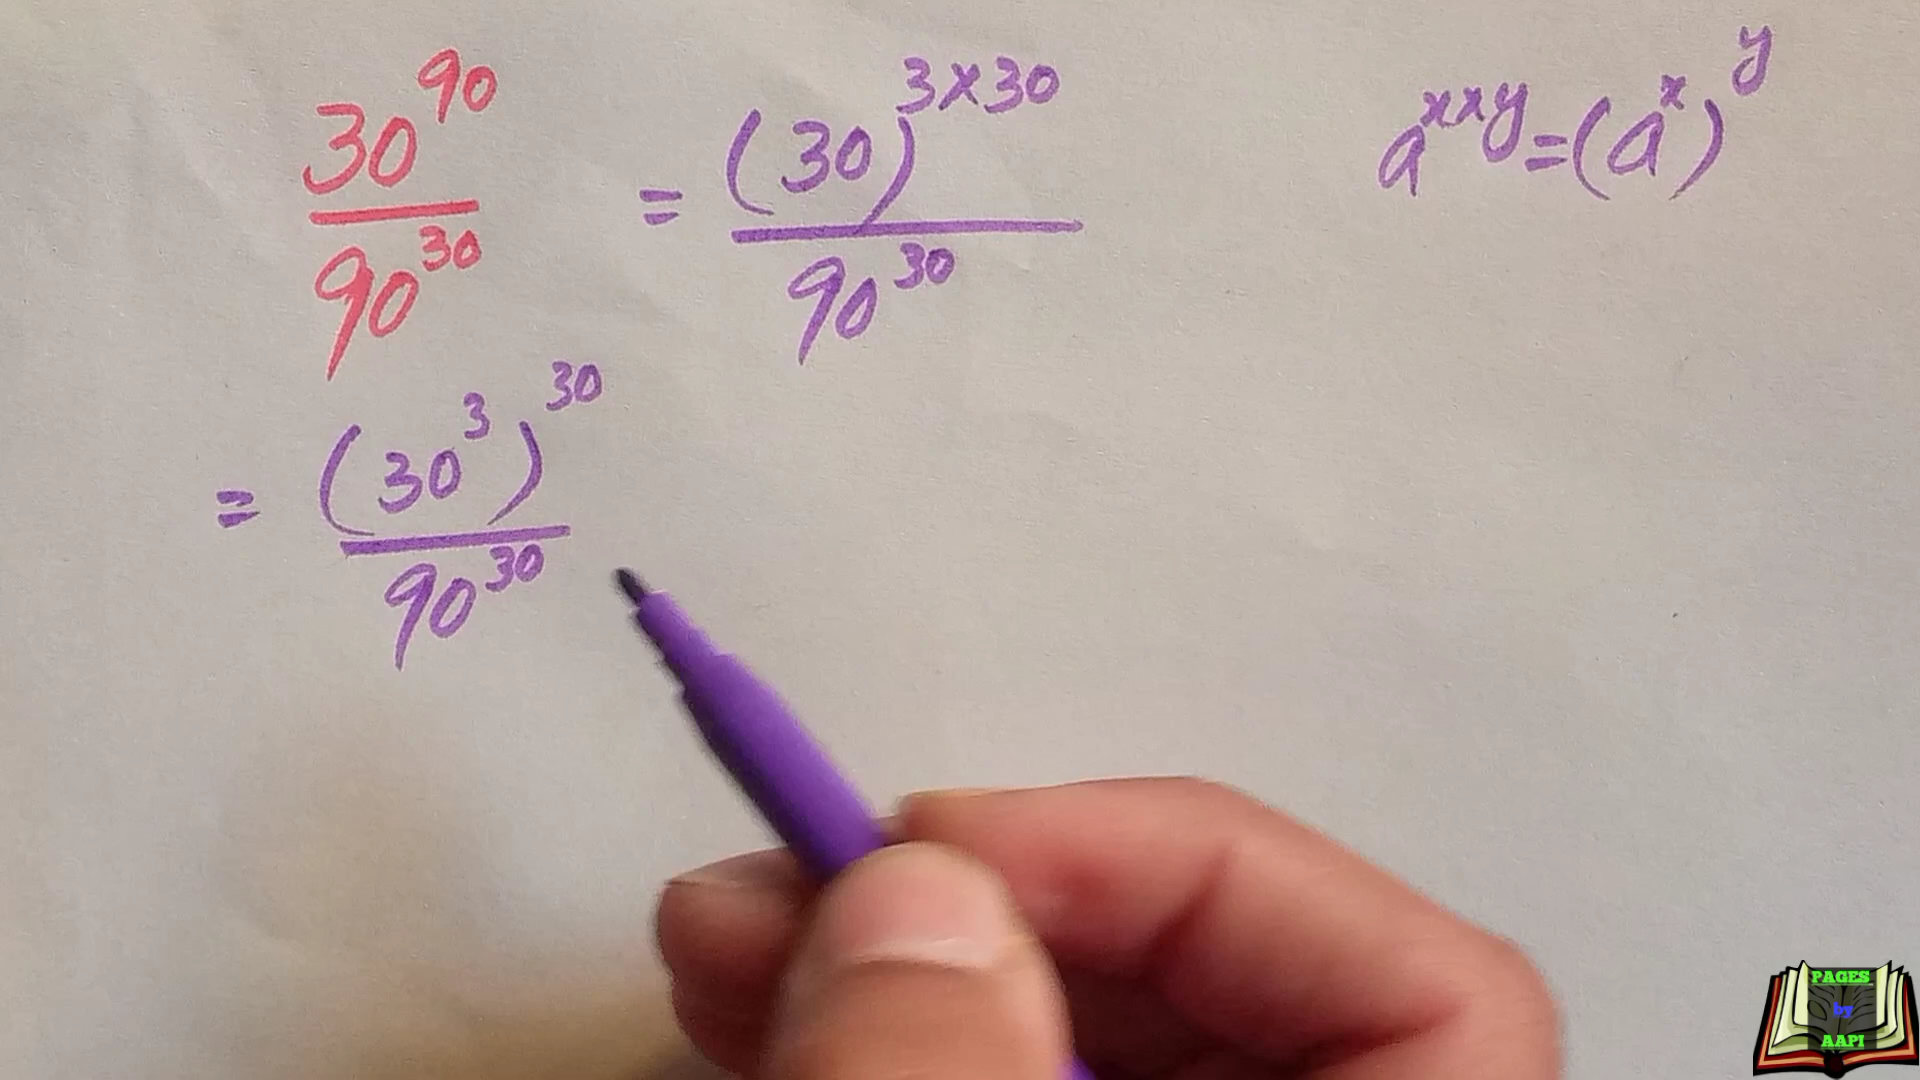 30^90 / 90^30 = (30)^3×30 / 90^30
a^x×y = (a^x)^y
= (30^3)^30 / 90^30
PAGES
by
AAPI